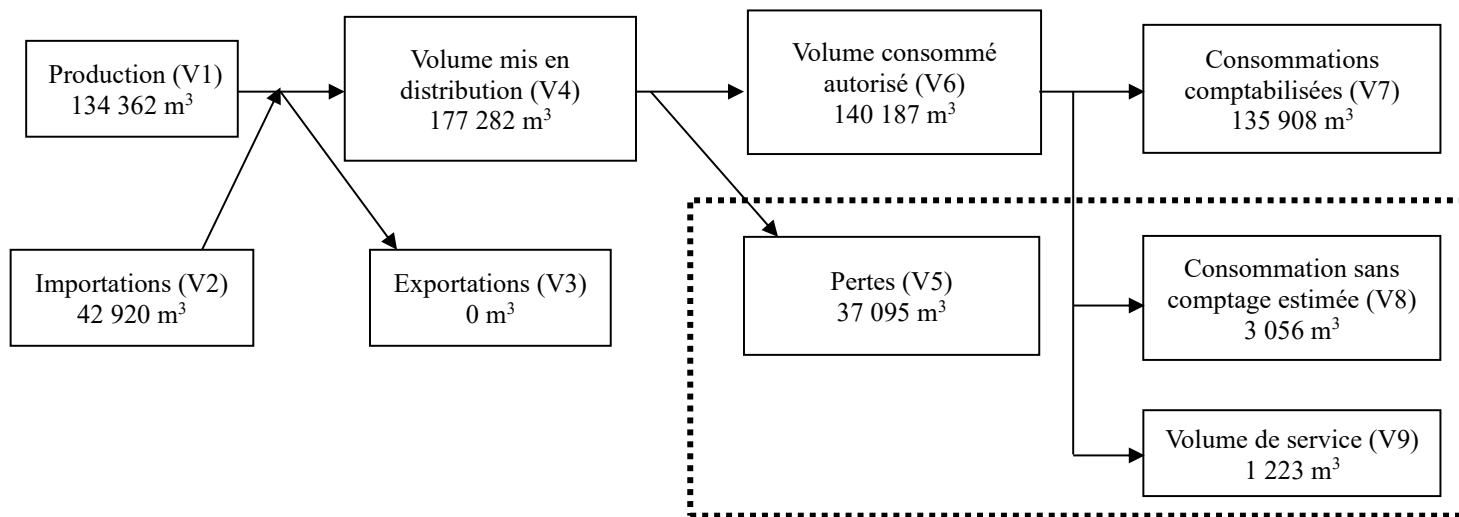 Production (V1)
134 362 m³
Volume mis en
distribution (V4)
177 282 m³
Volume consommé
autorisé (V6)
140 187 m³
Consommations
comptabilisées (V7)
135 908 m³
Importations (V2)
42 920 m³
Exportations (V3)
0 m³
Pertes (V5)
37 095 m³
Consommation sans
comptage estimée (V8)
3 056 m³
Volume de service (V9)
1 223 m³